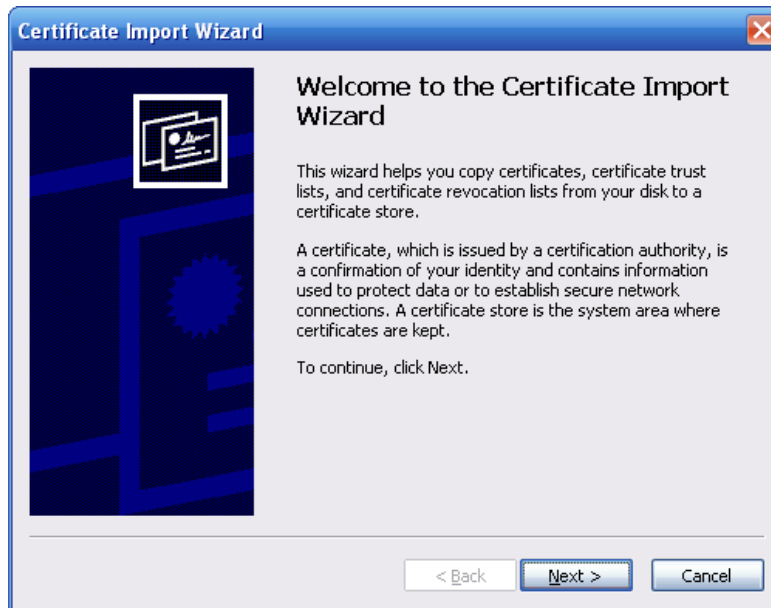 Certificate Import Wizard
Welcome to the Certificate Import
Wizard
This wizard helps you copy certificates, certificate trust
lists, and certificate revocation lists from your disk to a
certificate store.
A certificate, which is issued by a certification authority, is
a confirmation of your identity and contains information
used to protect data or to establish secure network
connections. A certificate store is the system area where
certificates are kept.
To continue, click Next.
< Back Next > Cancel